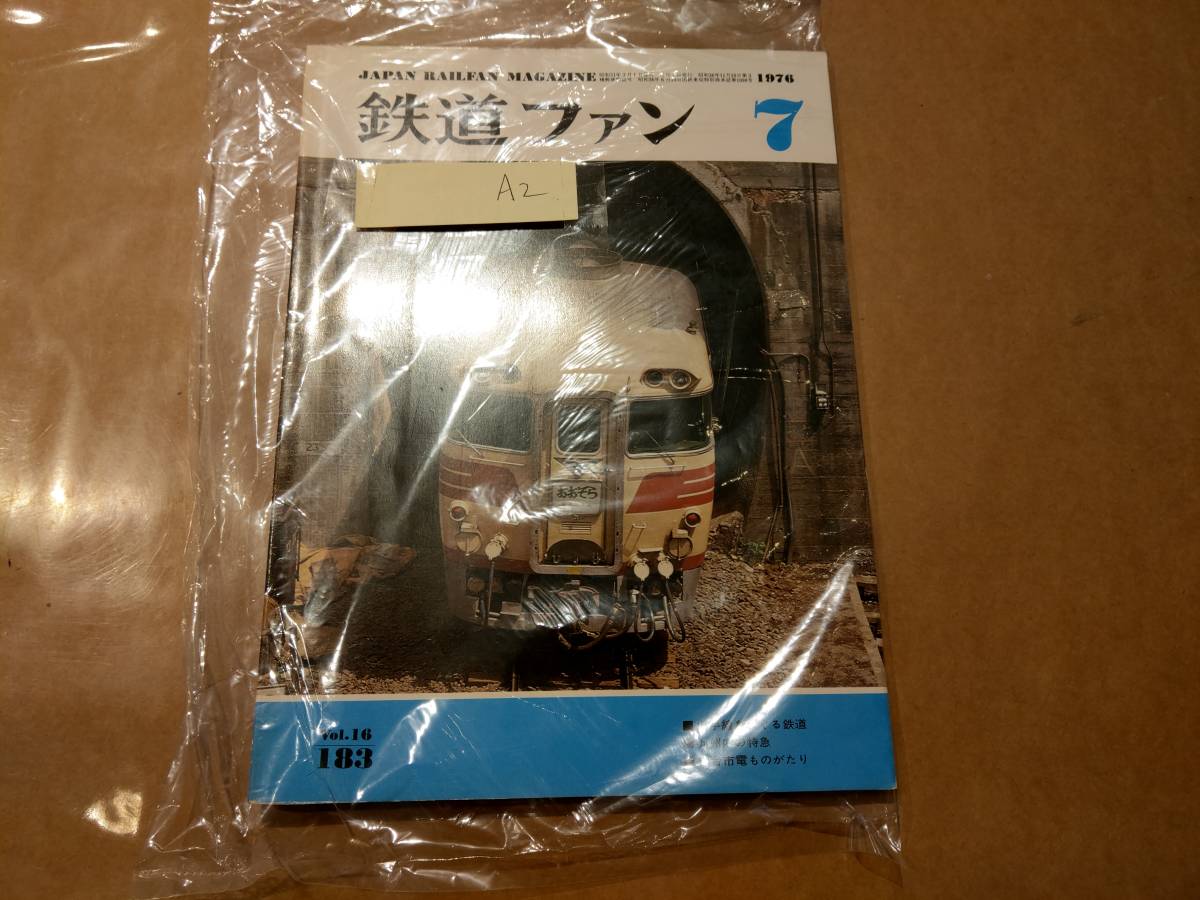 JAPAN RAILFAN MAGAZINE 1976
鉄道ファン 7
A2
23
A
おおぞら
Vol.16
183
る鉄道
の特急
市電ものがたり